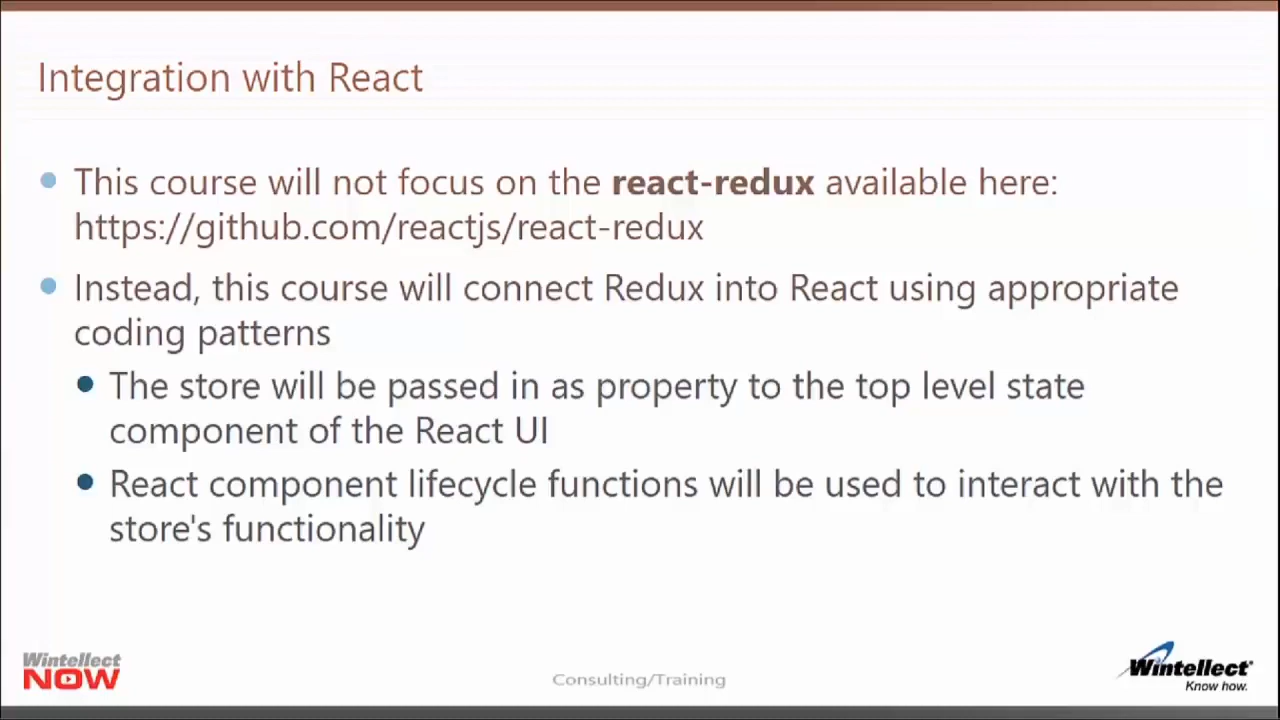 Integration with React
This course will not focus on the react-redux available here:
https://github.com/reactjs/react-redux
Instead, this course will connect Redux into React using appropriate
coding patterns
The store will be passed in as property to the top level state
component of the React UI
React component lifecycle functions will be used to interact with the
store's functionality
Wintellect
NOW
Consulting/Training
Wintellect
Know how.